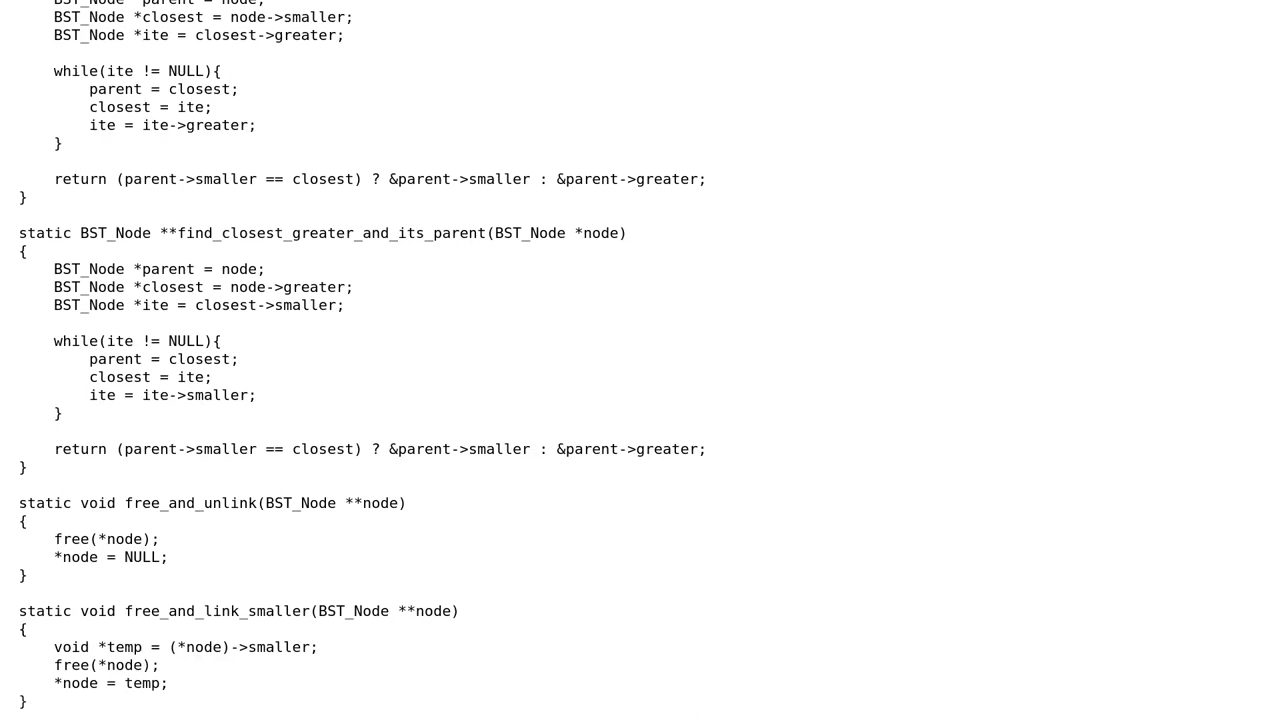 BST_Node *parent = node;
    BST_Node *closest = node->smaller;
    BST_Node *ite = closest->greater;

    while(ite != NULL){
        parent = closest;
        closest = ite;
        ite = ite->greater;
    }

    return (parent->smaller == closest) ? &parent->smaller : &parent->greater;
}

static BST_Node **find_closest_greater_and_its_parent(BST_Node *node)
{
    BST_Node *parent = node;
    BST_Node *closest = node->greater;
    BST_Node *ite = closest->smaller;

    while(ite != NULL){
        parent = closest;
        closest = ite;
        ite = ite->smaller;
    }

    return (parent->smaller == closest) ? &parent->smaller : &parent->greater;
}

static void free_and_unlink(BST_Node **node)
{
    free(*node);
    *node = NULL;
}

static void free_and_link_smaller(BST_Node **node)
{
    void *temp = (*node)->smaller;
    free(*node);
    *node = temp;
}